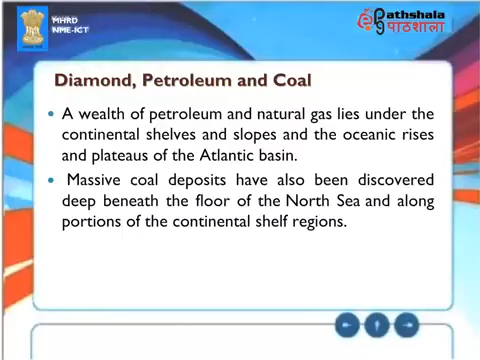 MHRD
NME-ICT
Pathshala
पाठशाला
Diamond, Petroleum and Coal
• A wealth of petroleum and natural gas lies under the
continental shelves and slopes and the oceanic rises
and plateaus of the Atlantic basin.
• Massive coal deposits have also been discovered
deep beneath the floor of the North Sea and along
portions of the continental shelf regions.